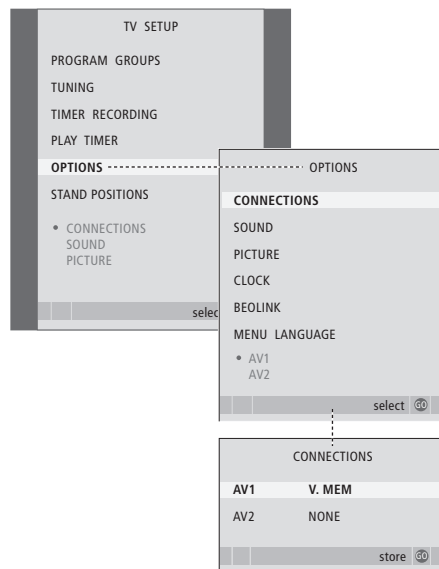 TV SETUP
PROGRAM GROUPS
TUNING
TIMER RECORDING
PLAY TIMER
OPTIONS
STAND POSITIONS
• CONNECTIONS
SOUND
PICTURE
selec
OPTIONS
CONNECTIONS
SOUND
PICTURE
CLOCK
BEOLINK
MENU LANGUAGE
• AV1
AV2
select GO
CONNECTIONS
AV1 V. MEM
AV2 NONE
store GO